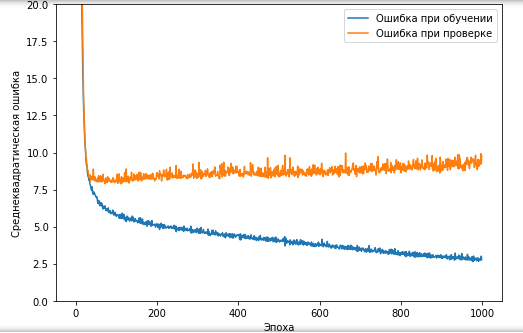 20.0
17.5
15.0
12.5
10.0
7.5
5.0
2.5
0.0
Среднеквадратическая ошибка
Ошибка при обучении
Ошибка при проверке
0 200 400 600 800 1000
Эпоха